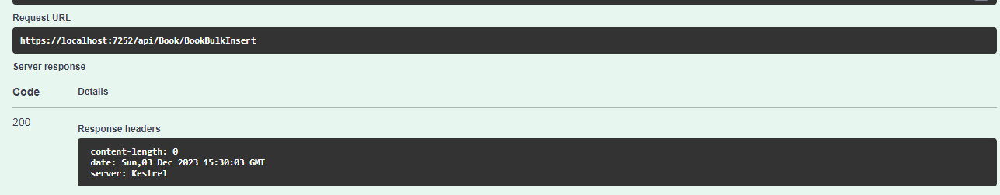 Request URL
https://localhost:7252/api/Book/BookBulkInsert
Server response
Code Details
200
Response headers
content-length: 0
date: Sun,03 Dec 2023 15:30:03 GMT
server: Kestrel